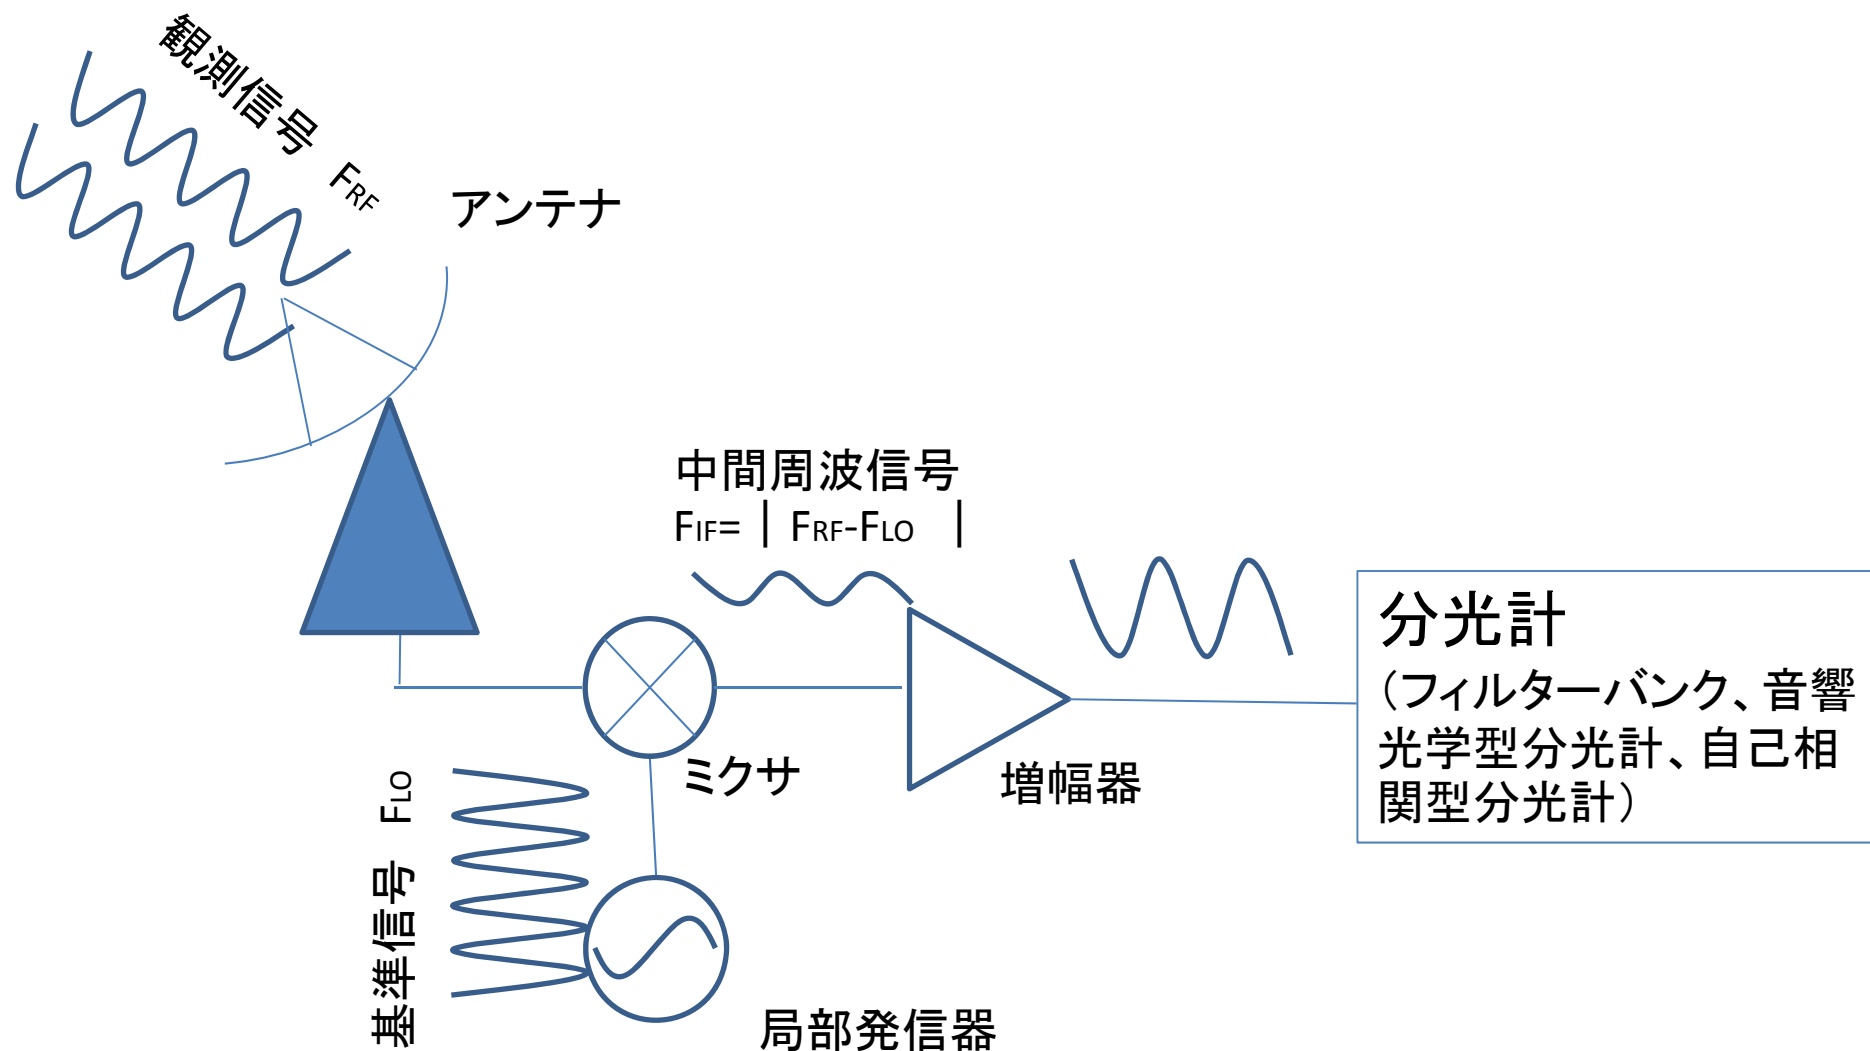 観測信号 FRF
アンテナ
中間周波信号
FIF=｜FRF-FLO ｜
分光計
（フィルターバンク、音響
光学型分光計、自己相
関型分光計）
ミクサ
増幅器
基準信号 FLO
局部発信器